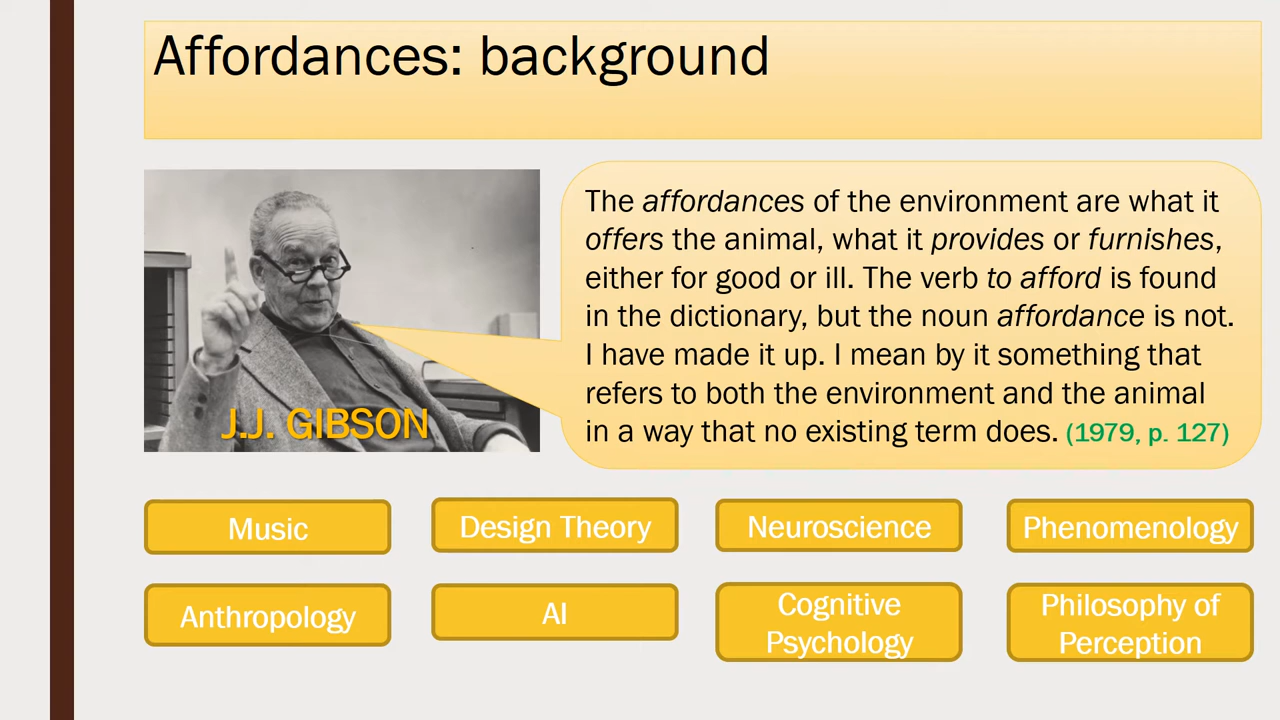 Affordances: background
The affordances of the environment are what it
offers the animal, what it provides or furnishes,
either for good or ill. The verb to afford is found
in the dictionary, but the noun affordance is not.
I have made it up. I mean by it something that
refers to both the environment and the animal
in a way that no existing term does. (1979, p. 127)
J.J. GIBSON
Music
Design Theory
Neuroscience
Phenomenology
Anthropology
AI
Cognitive
Psychology
Philosophy of
Perception